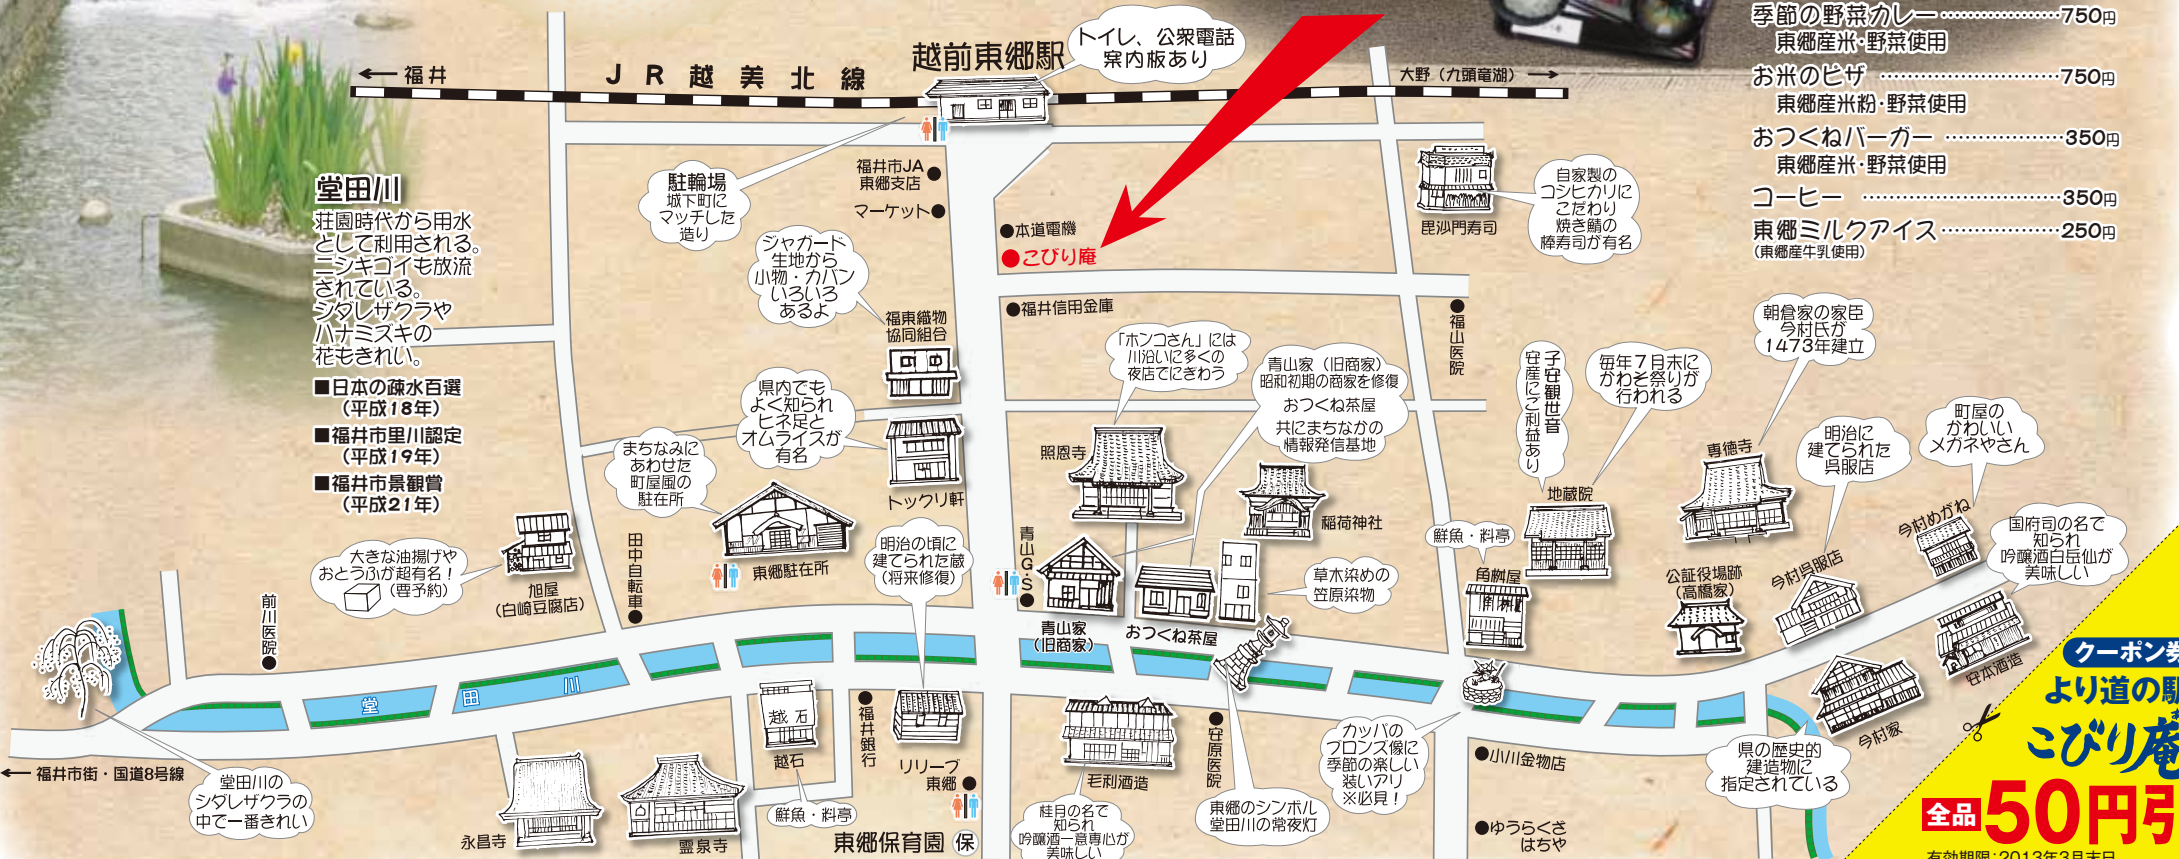 季節の野菜カレー…………………750円
東郷産米・野菜使用
お米のピザ …………………………750円
東郷産米粉・野菜使用
おつくねバーガー …………………350円
東郷産米・野菜使用
コーヒー ……………………………350円
東郷ミルクアイス…………………250円
(東郷産牛乳使用)
← 福井
JR越美北線
越前東郷駅
トイレ、公衆電話
案内版あり
大野（九頭竜湖）→
堂田川
荘園時代から用水
として利用される。
ニシキゴイも放流
されている。
シダレザクラや
ハナミズキの
花もきれい。
■日本の疎水百選
（平成18年）
■福井市里川認定
（平成19年）
■福井市景観賞
（平成21年）
駐輪場
城下町に
マッチした
造り
福井市JA
東郷支店●
マーケット●
●本道電機
●こびり庵
●福井信用金庫
毘沙門寿司
自家製の
コシヒカリに
こだわり
焼き鯖の
棒寿司が有名
ジャガード
生地から
小物・カバン
いろいろ
あるよ
福東織物
協同組合
県内でも
よく知られ
ヒネ足と
オムライスが
有名
トックリ軒
まちなみに
あわせた
町屋風の
駐在所
東郷駐在所
「ホンコさん」には
川沿いに多くの
夜店でにぎわう
照恩寺
青山家（旧商家）
昭和初期の商家を修復
おつくね茶屋
共にまちなかの
情報発信基地
稲荷神社
●福山医院
子安観世音
安産にご利益あり
毎年7月末に
かわそ祭りが
行われる
地蔵院
朝倉家の家臣
今村氏が
1473年建立
専徳寺
明治に
建てられた
呉服店
今村呉服店
町屋の
かわいい
メガネやさん
今村めがね
国府司の名で
知られ
吟醸酒白岳仙が
美味しい
安本酒造
大きな油揚げや
おとうふが超有名！
（要予約）
旭屋
（白崎豆腐店）
田中自転車●
前川医院●
明治の頃に
建てられた蔵
（将来修復）
青山G・S●
青山家
（旧商家）
おつくね茶屋
草木染めの
笠原染物
鮮魚・料亭
角桝屋
公証役場跡
（高橋家）
堂田川
← 福井市街・国道8号線
堂田川の
シダレザクラの
中で一番きれい
永昌寺
霊泉寺
越石
越石
鮮魚・料亭
●福井銀行
リリーブ
東郷●
東郷保育園 保
毛利酒造
桂月の名で
知られ
吟醸酒一意専心が
美味しい
●安原医院
東郷のシンボル
堂田川の常夜灯
カッパの
ブロンズ像に
季節の楽しい
装いアリ
※必見！
●小川金物店
●ゆうらくさ
はちや
県の歴史的
建造物に
指定されている
今村家
クーポン券
より道の駅
こびり庵
全品50円引
有効期限:2013年3月末日